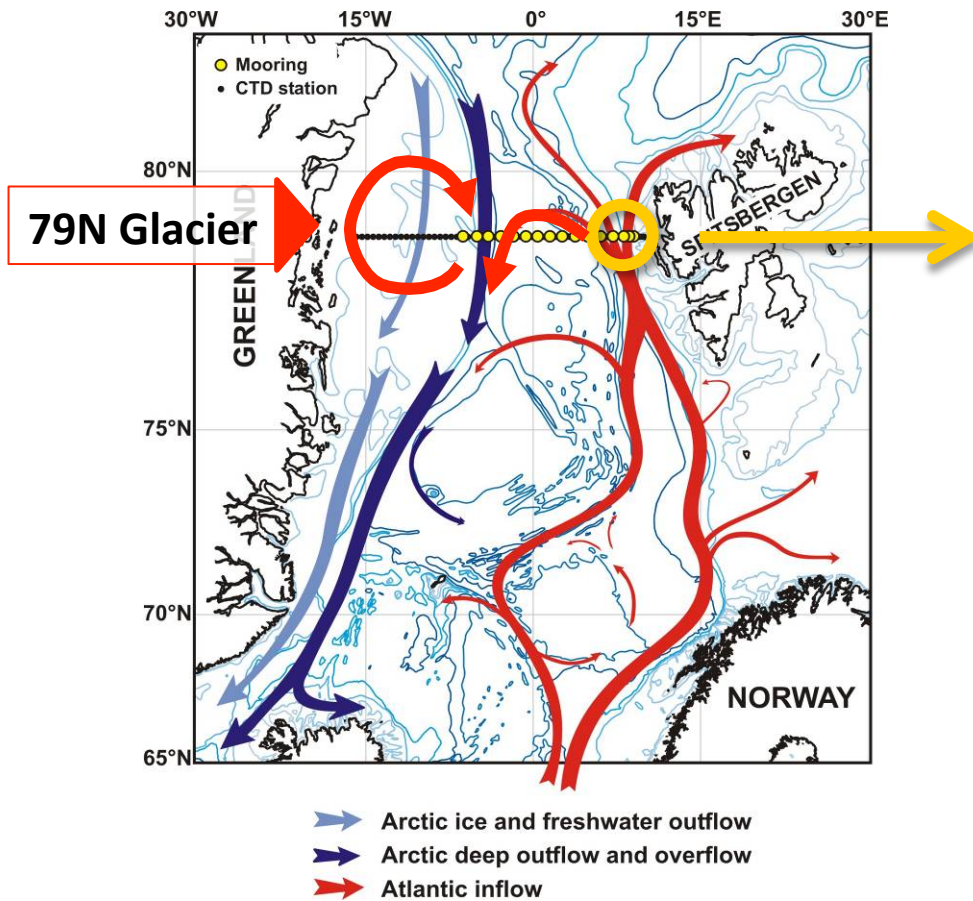 30°W 15°W 0° 15°E 30°E
Mooring
CTD station
80°N
79N Glacier
GREENLAND
SPITSBERGEN
75°N
70°N
NORWAY
65°N
Arctic ice and freshwater outflow
Arctic deep outflow and overflow
Atlantic inflow